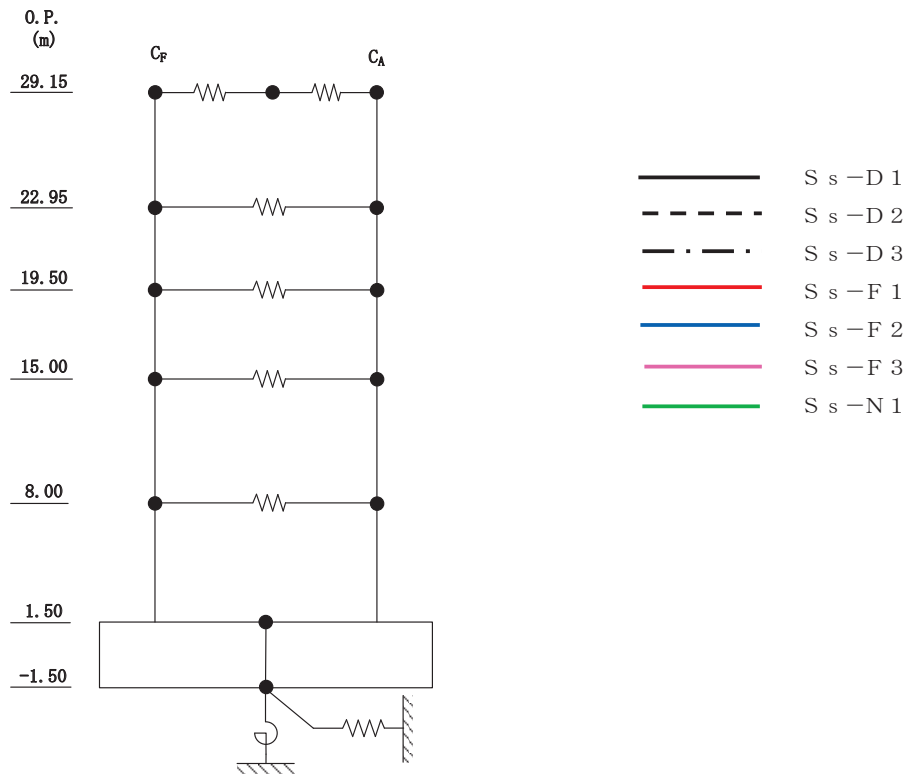 O.P.
(m)
C_F
C_A
29.15
22.95
19.50
15.00
8.00
1.50
-1.50
Ｓｓ－Ｄ１
Ｓｓ－Ｄ２
Ｓｓ－Ｄ３
Ｓｓ－Ｆ１
Ｓｓ－Ｆ２
Ｓｓ－Ｆ３
Ｓｓ－Ｎ１